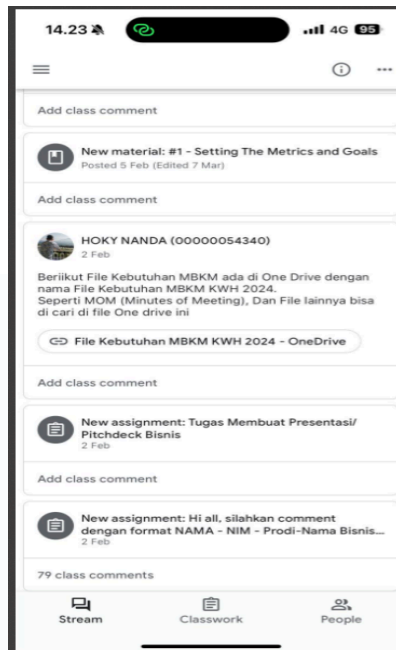 14.23
4G 95
Add class comment
New material: #1 - Setting The Metrics and Goals
Posted 5 Feb (Edited 7 Mar)
Add class comment
HOKY NANDA (00000054340)
2 Feb
Beriikut File Kebutuhan MBKM ada di One Drive dengan
nama File Kebutuhan MBKM KWH 2024.
Seperti MOM (Minutes of Meeting), Dan File lainnya bisa
di cari di file One drive ini
File Kebutuhan MBKM KWH 2024 - OneDrive
Add class comment
New assignment: Tugas Membuat Presentasi/
Pitchdeck Bisnis
2 Feb
Add class comment
New assignment: Hi all, silahkan comment
dengan format NAMA - NIM - Prodi-Nama Bisnis...
2 Feb
79 class comments
Stream
Classwork
People